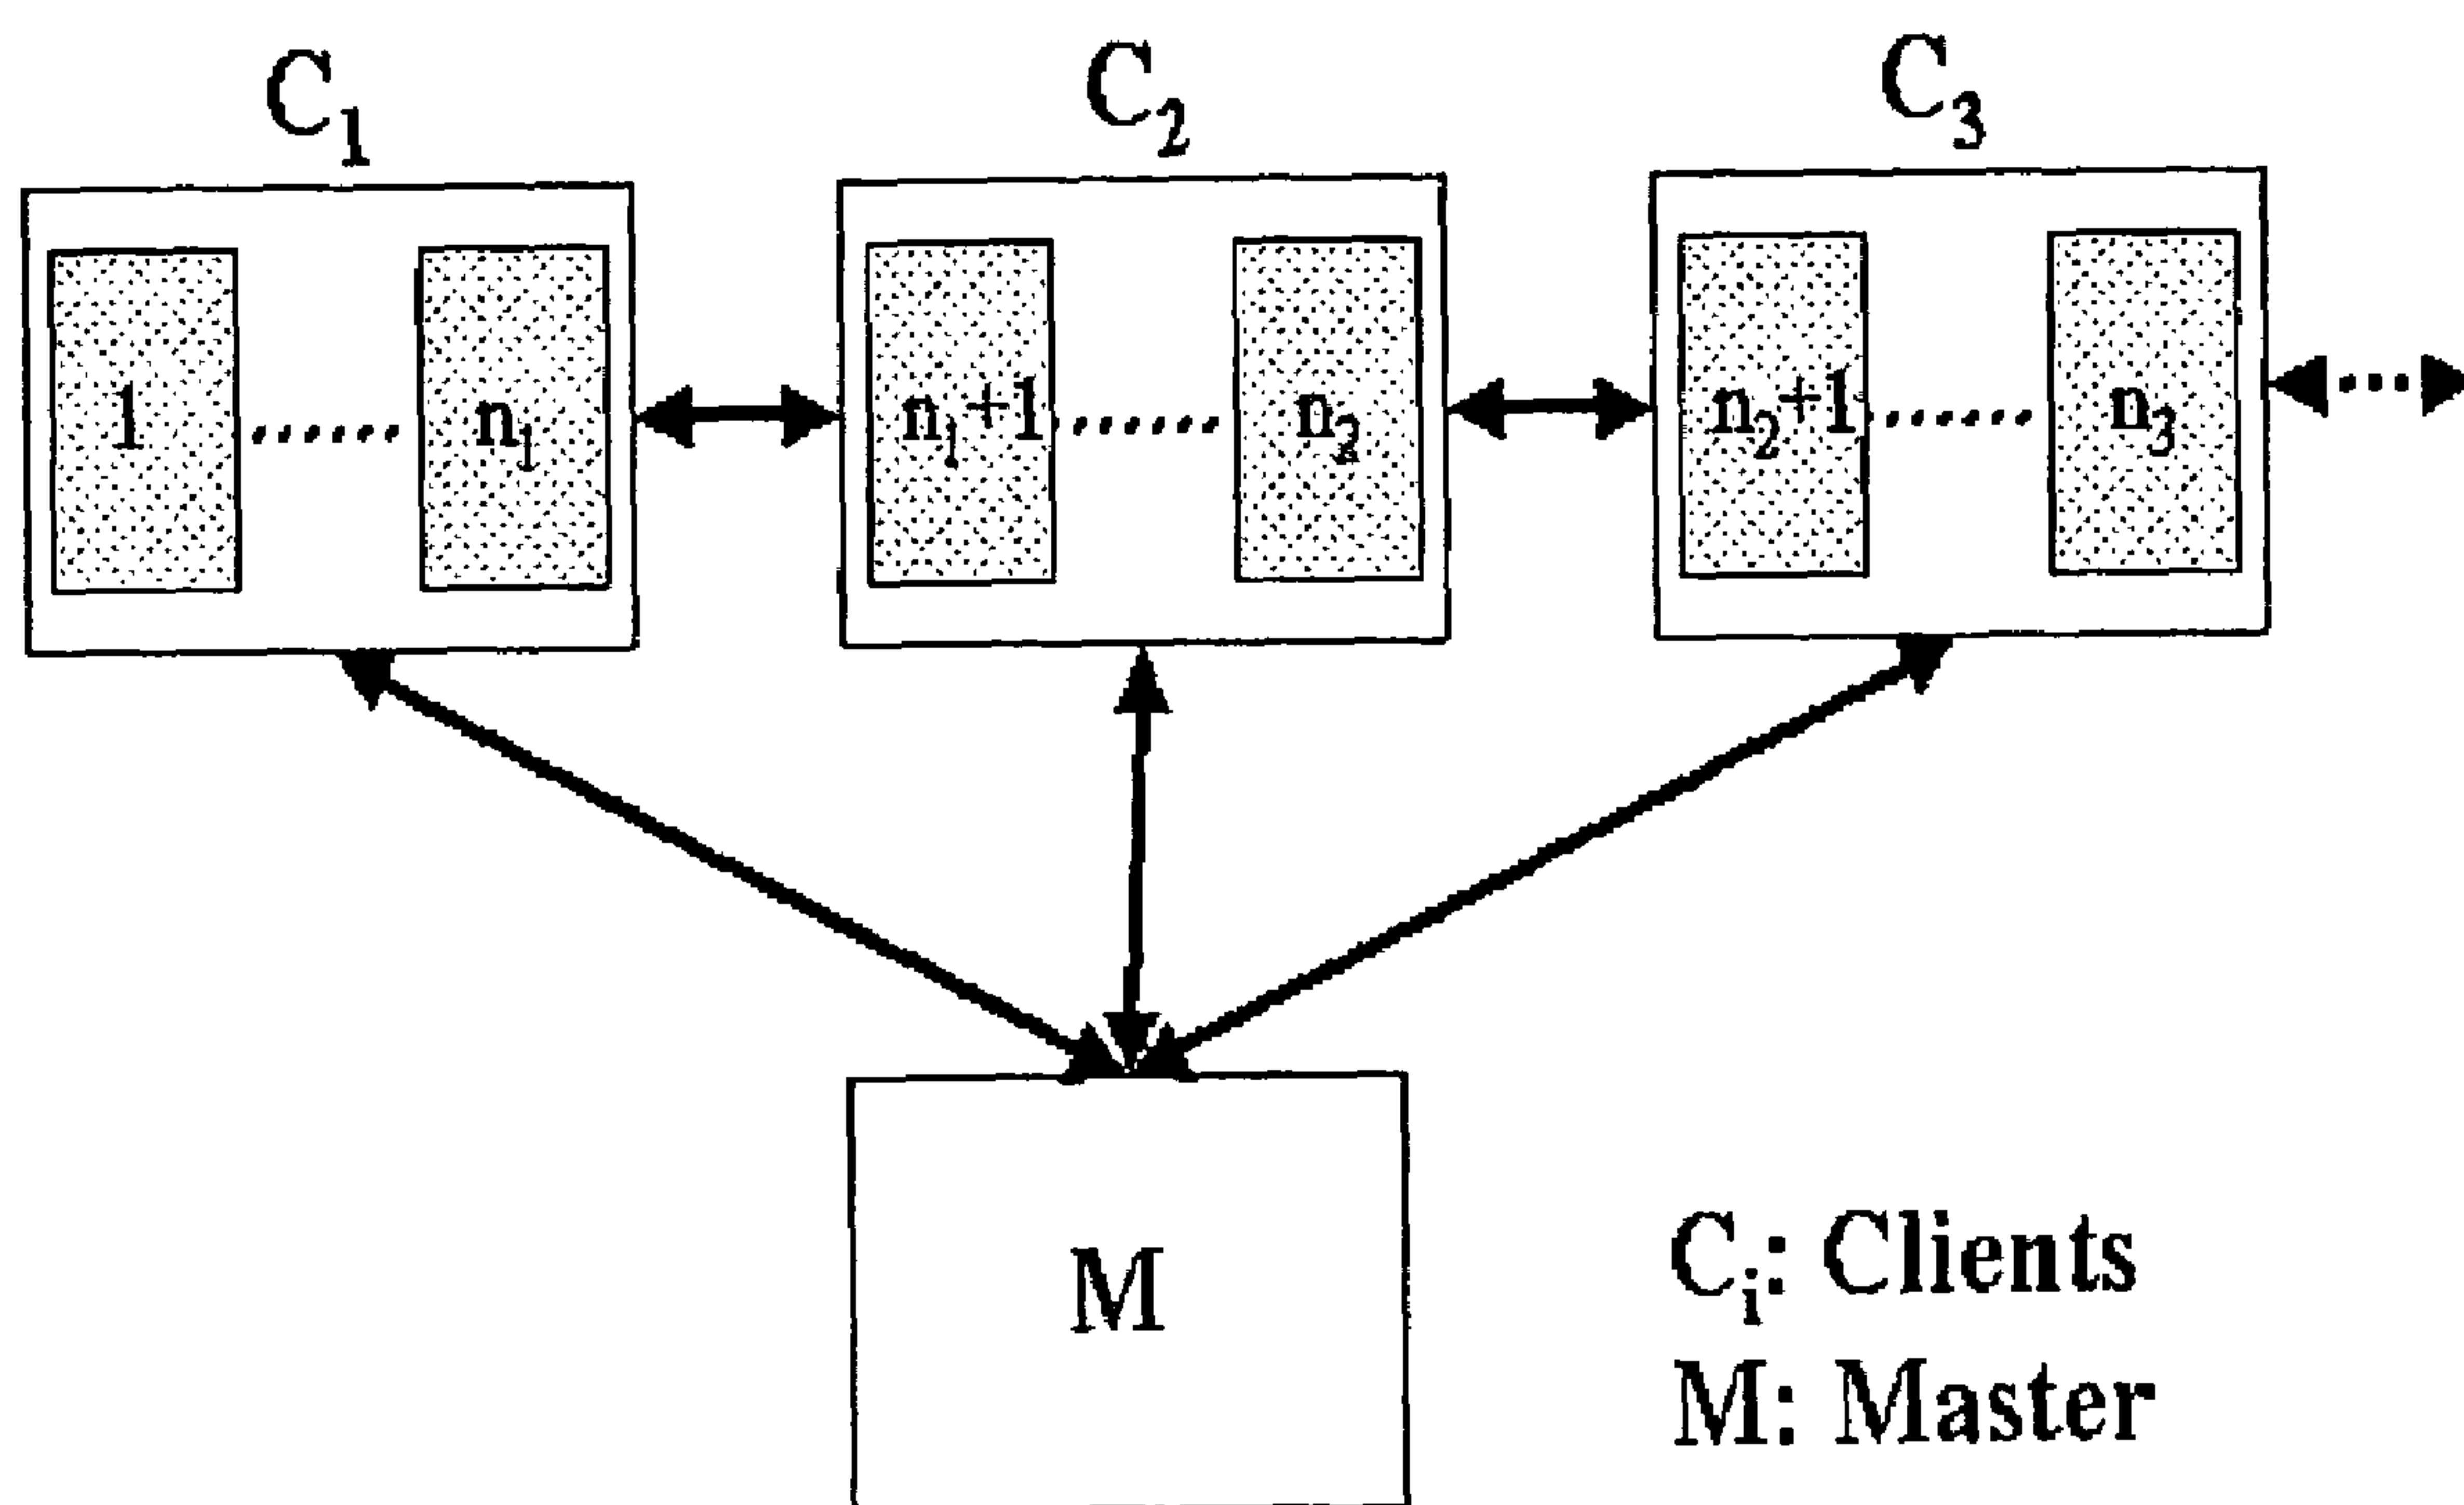 C₁
C₂
C₃
1 ...... n₁
n₁+1 ....... n₂
n₂+1 ....... n₃
M
Cᵢ: Clients
M: Master